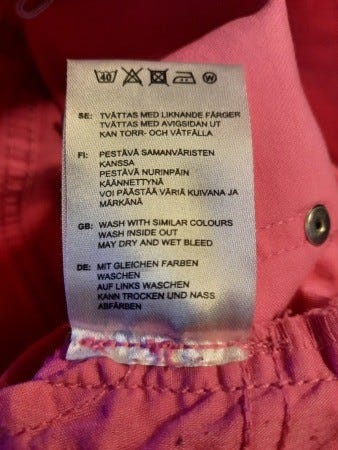 40 W
SE: TVÄTTAS MED LIKNANDE FÄRGER
TVÄTTAS MED AVIGSIDAN UT
KAN TORR- OCH VÄTFÄLLA
FI: PESTÄVÄ SAMANVÄRISTEN
KANSSA
PESTÄVÄ NURINPÄIN
KÄÄNNETTYNÄ
VOI PÄÄSTÄÄ VÄRIÄ KUIVANA JA
MÄRKÄNÄ
GB: WASH WITH SIMILAR COLOURS
WASH INSIDE OUT
MAY DRY AND WET BLEED
DE: MIT GLEICHEN FARBEN
WASCHEN
AUF LINKS WASCHEN
KANN TROCKEN UND NASS
ABFÄRBEN